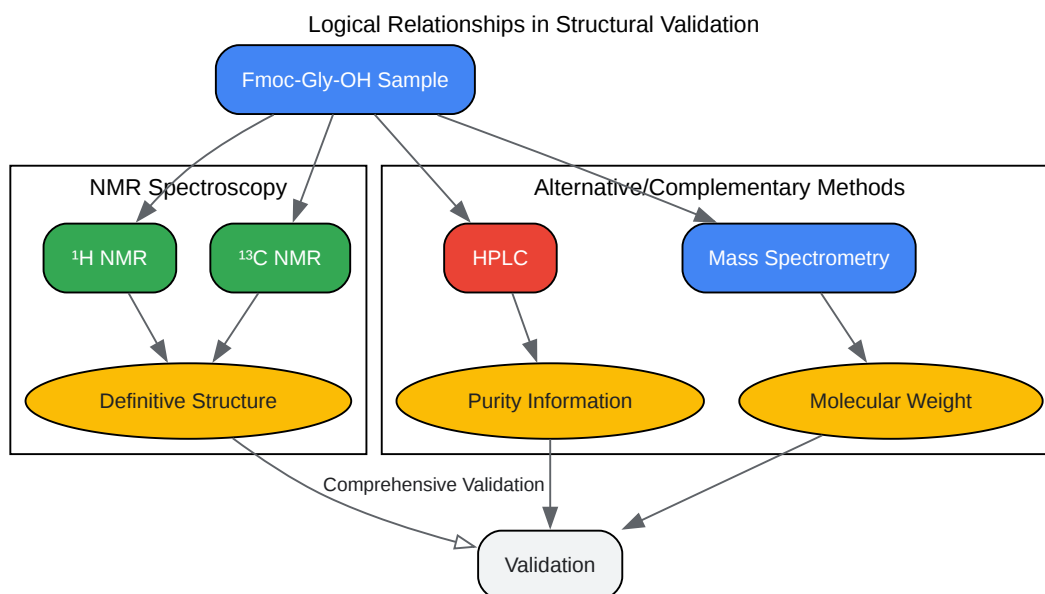 Logical Relationships in Structural Validation
Fmoc-Gly-OH Sample
NMR Spectroscopy
Alternative/Complementary Methods
¹H NMR
¹³C NMR
HPLC
Mass Spectrometry
Definitive Structure
Purity Information
Molecular Weight
Comprehensive Validation
Validation